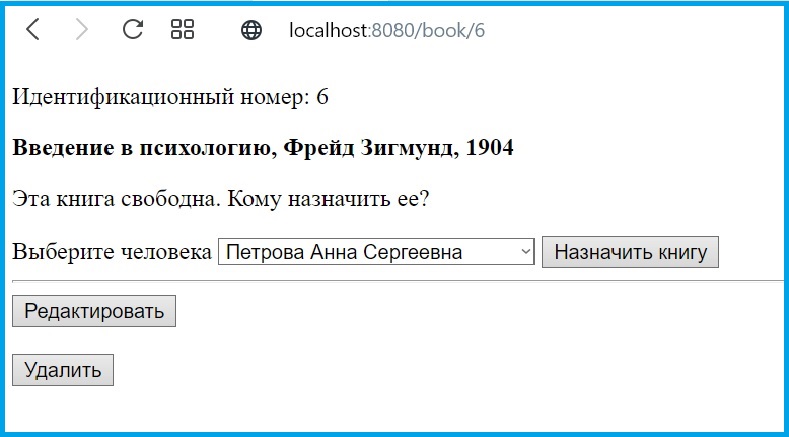 localhost:8080/book/6
Идентификационный номер: 6
Введение в психологию, Фрейд Зигмунд, 1904
Эта книга свободна. Кому назначить ее?
Выберите человека Петрова Анна Сергеевна Назначить книгу
Редактировать
Удалить